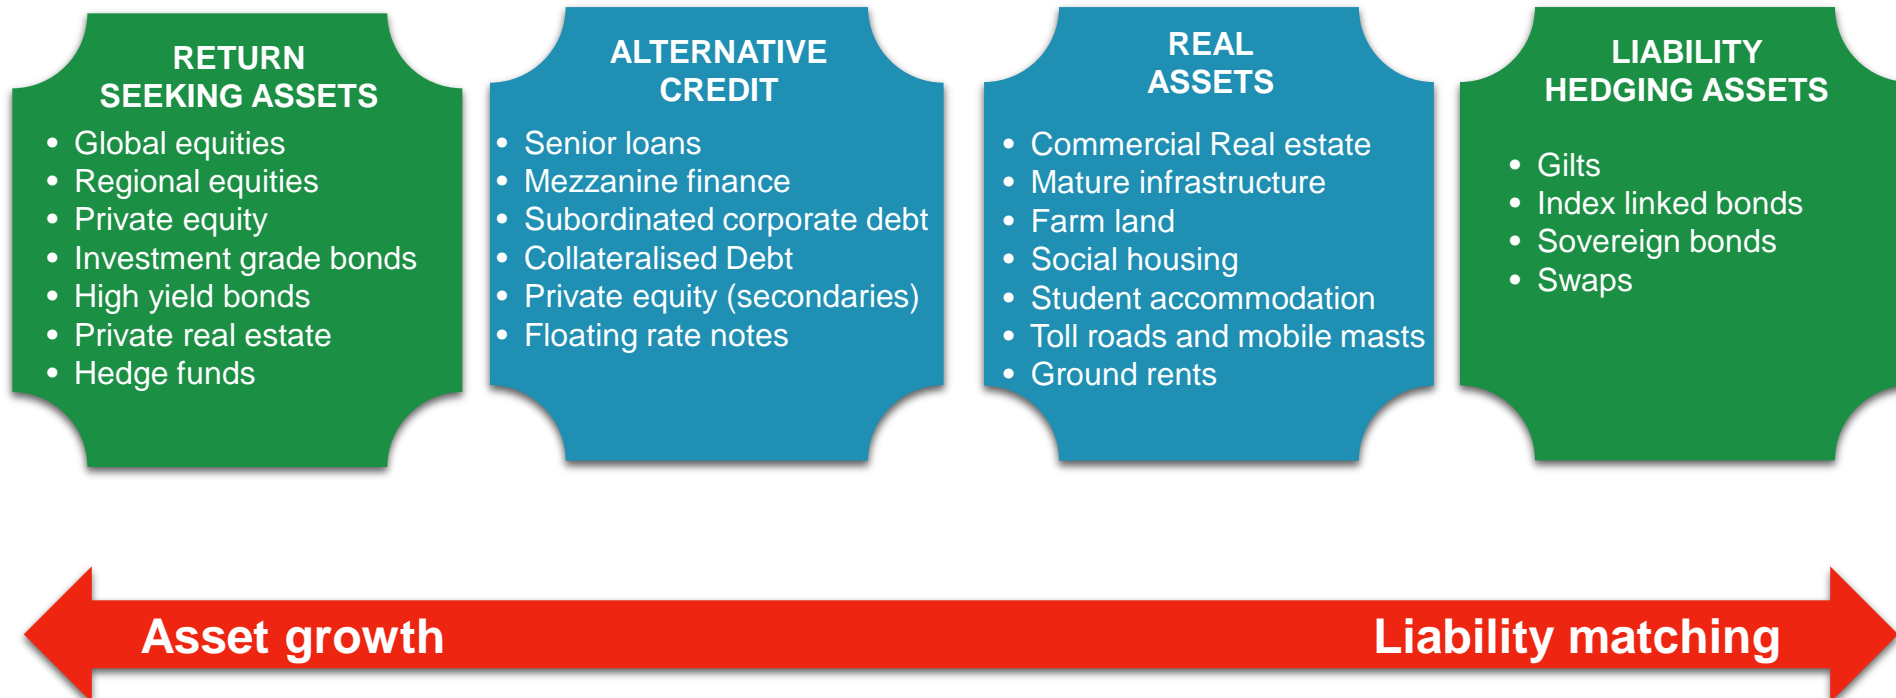 RETURN
SEEKING ASSETS
• Global equities
• Regional equities
• Private equity
• Investment grade bonds
• High yield bonds
• Private real estate
• Hedge funds
ALTERNATIVE
CREDIT
• Senior loans
• Mezzanine finance
• Subordinated corporate debt
• Collateralised Debt
• Private equity (secondaries)
• Floating rate notes
REAL
ASSETS
• Commercial Real estate
• Mature infrastructure
• Farm land
• Social housing
• Student accommodation
• Toll roads and mobile masts
• Ground rents
LIABILITY
HEDGING ASSETS
• Gilts
• Index linked bonds
• Sovereign bonds
• Swaps
Asset growth
Liability matching